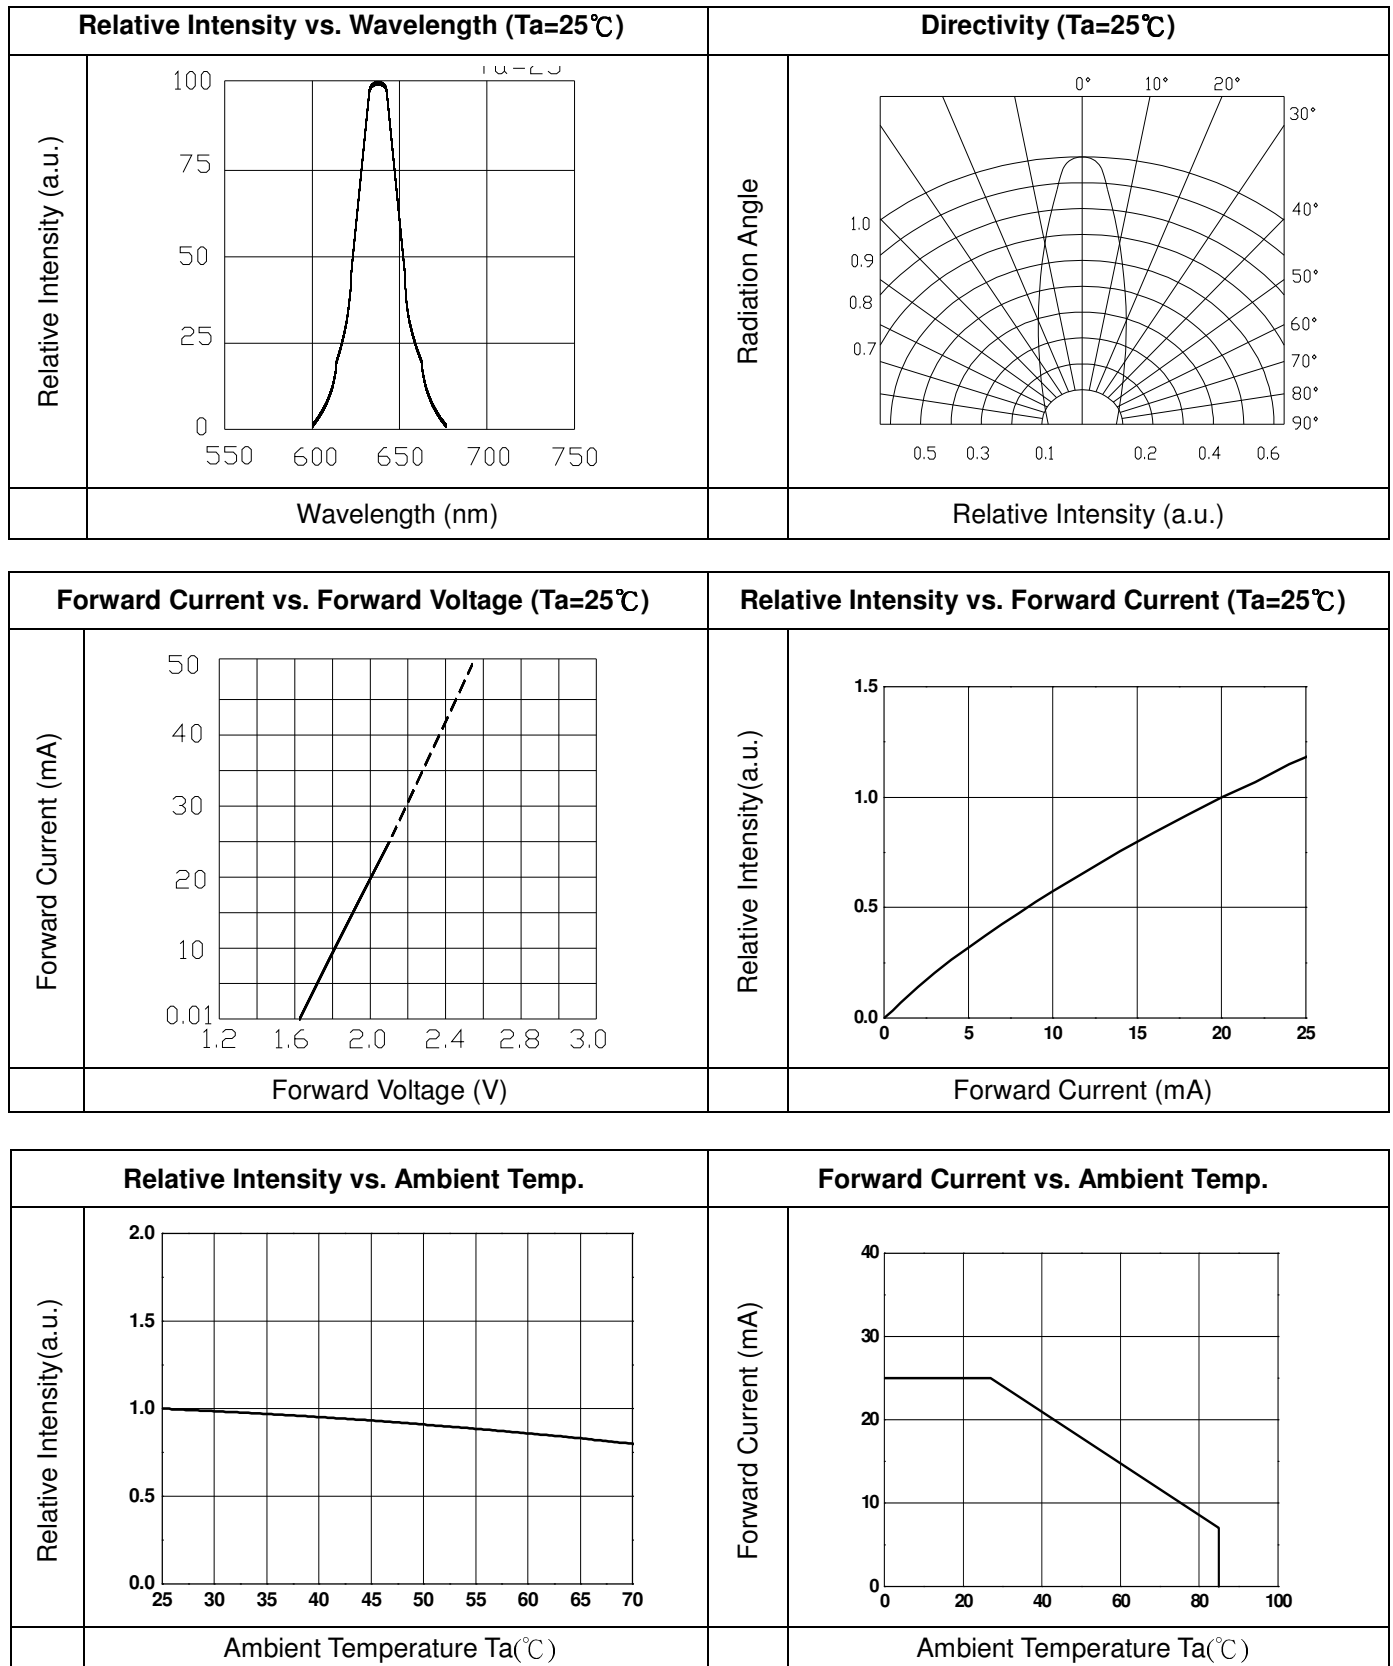 Relative Intensity vs. Wavelength (Ta=25℃)
Directivity (Ta=25℃)
Relative Intensity (a.u.)
100
75
50
25
0
550 600 650 700 750
Wavelength (nm)
Radiation Angle
0° 10° 20°
30°
40°
50°
60°
70°
80°
90°
1.0
0.9
0.8
0.7
0.5 0.3 0.1 0.2 0.4 0.6
Relative Intensity (a.u.)
Forward Current vs. Forward Voltage (Ta=25℃)
Relative Intensity vs. Forward Current (Ta=25℃)
Forward Current (mA)
50
40
30
20
10
0.01
1.2 1.6 2.0 2.4 2.8 3.0
Forward Voltage (V)
Relative Intensity(a.u.)
1.5
1.0
0.5
0.0
0 5 10 15 20 25
Forward Current (mA)
Relative Intensity vs. Ambient Temp.
Forward Current vs. Ambient Temp.
Relative Intensity(a.u.)
2.0
1.5
1.0
0.5
0.0
25 30 35 40 45 50 55 60 65 70
Ambient Temperature Ta(℃)
Forward Current (mA)
40
30
20
10
0
0 20 40 60 80 100
Ambient Temperature Ta(℃)